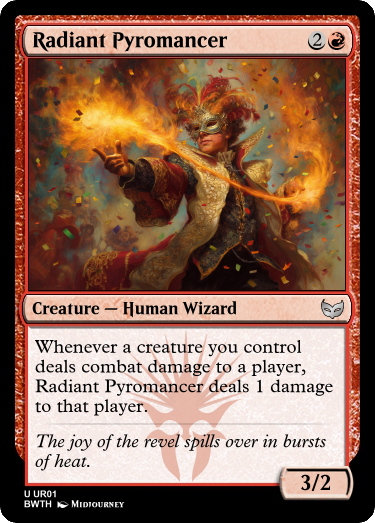 Radiant Pyromancer 2
Creature — Human Wizard
Whenever a creature you control
deals combat damage to a player,
Radiant Pyromancer deals 1 damage
to that player.
The joy of the revel spills over in bursts
of heat.
3/2
U UR01
BWTH Midjourney